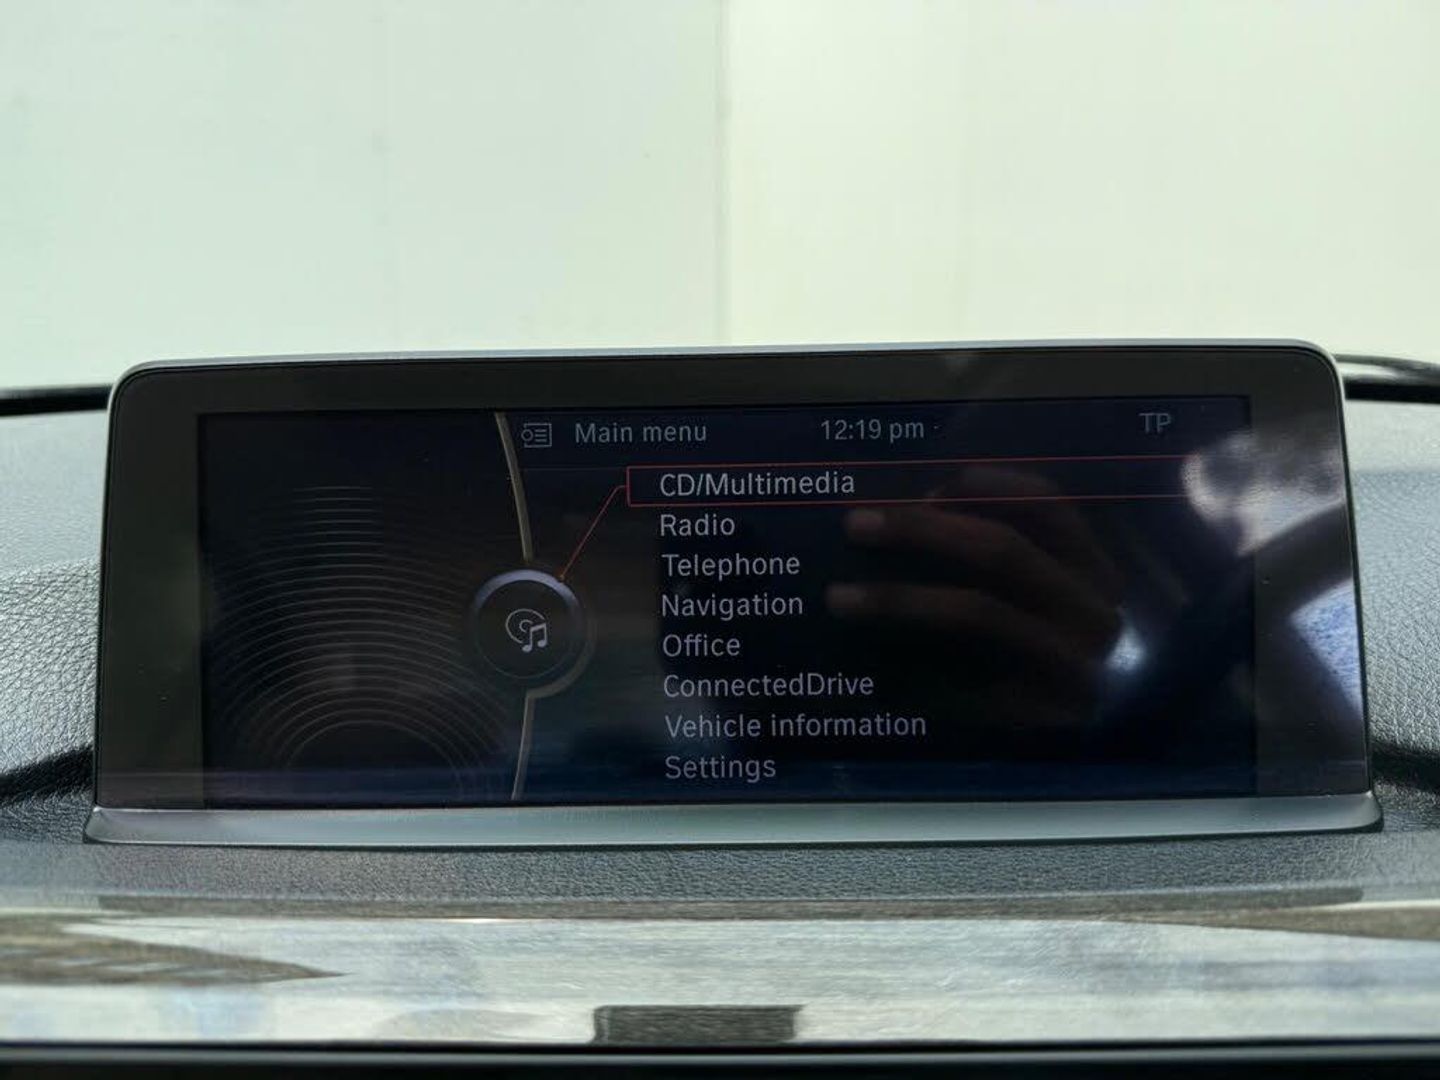 Main menu 12:19 pm TP
CD/Multimedia
Radio
Telephone
Navigation
Office
ConnectedDrive
Vehicle information
Settings